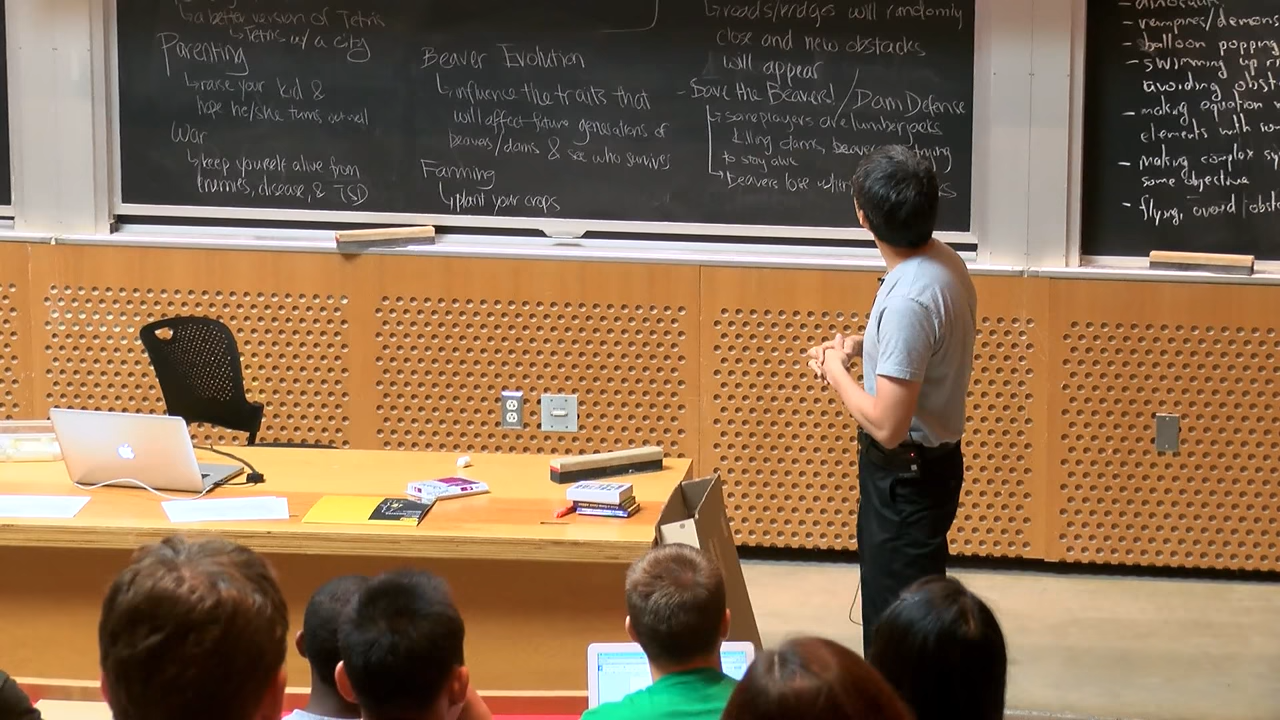 ↳a better version of Tetris
↳Tetris w/a city
Parenting
↳raise your kid &
hope he/she turns out well
War
↳keep yourself alive from
enemies, disease, & TSD
Beaver Evolution
↳influence the traits that
will affect future generations of
beavers/dams & see who survives
Farming
↳plant your crops
↳roads/edges will randomly
close and new obstacles
will appear
- Save the Beavers! / Dam Defense
↳some players are lumberjacks
killing dams, beavers trying
to stay alive
↳beavers lose when
- dinosaurs
- vampires/demons
- balloon popping
- swimming up
avoiding
- making equation
elements with
- making complex
some objective
- flying, avoid